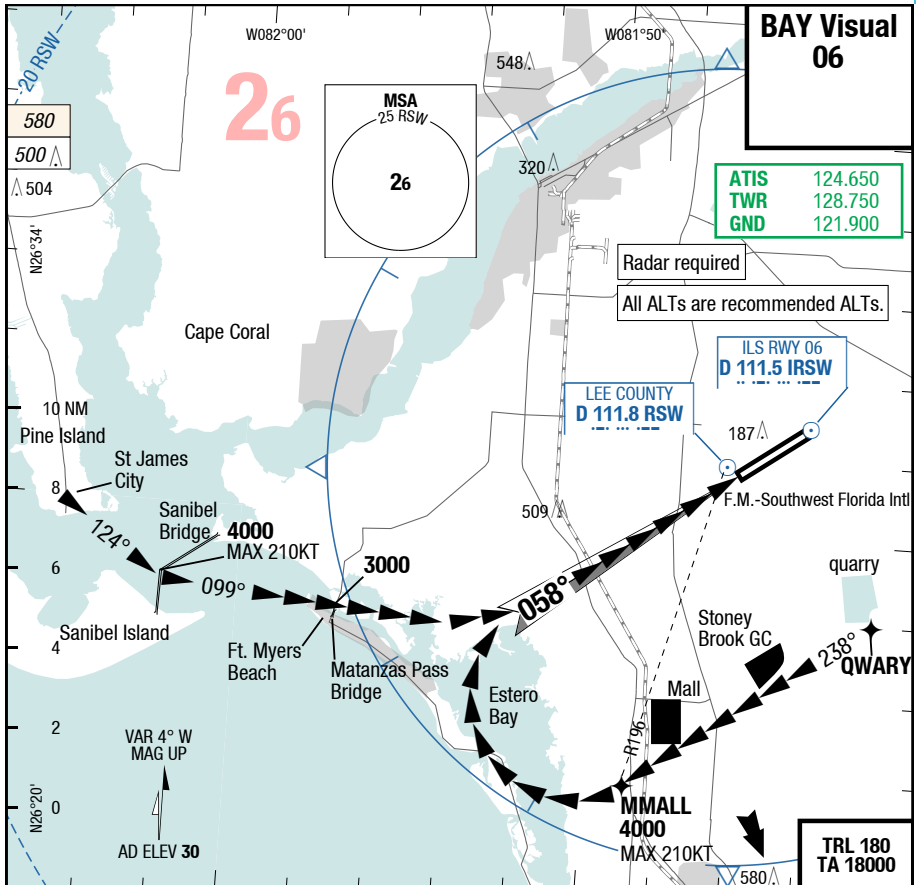 BAY Visual
06
W082°00'
W081°50'
20 RSW
26
548
580
500
504
MSA
25 RSW
26
320
ATIS 124.650
TWR 128.750
GND 121.900
N26°34'
Radar required
All ALTs are recommended ALTs.
Cape Coral
ILS RWY 06
D 111.5 IRSW
LEE COUNTY
D 111.8 RSW
187
10 NM
Pine Island
St James
City
8
F.M.-Southwest Florida Intl
Sanibel
Bridge
4000
MAX 210KT
509
124°
3000
6
099°
058°
quarry
Sanibel Island
Stoney
Brook GC
238°
QWARY
4
Ft. Myers
Beach
Matanzas Pass
Bridge
Mall
Estero
Bay
2
R196
VAR 4° W
MAG UP
N26°20'
0
MMALL
4000
MAX 210KT
AD ELEV 30
580
TRL 180
TA 18000